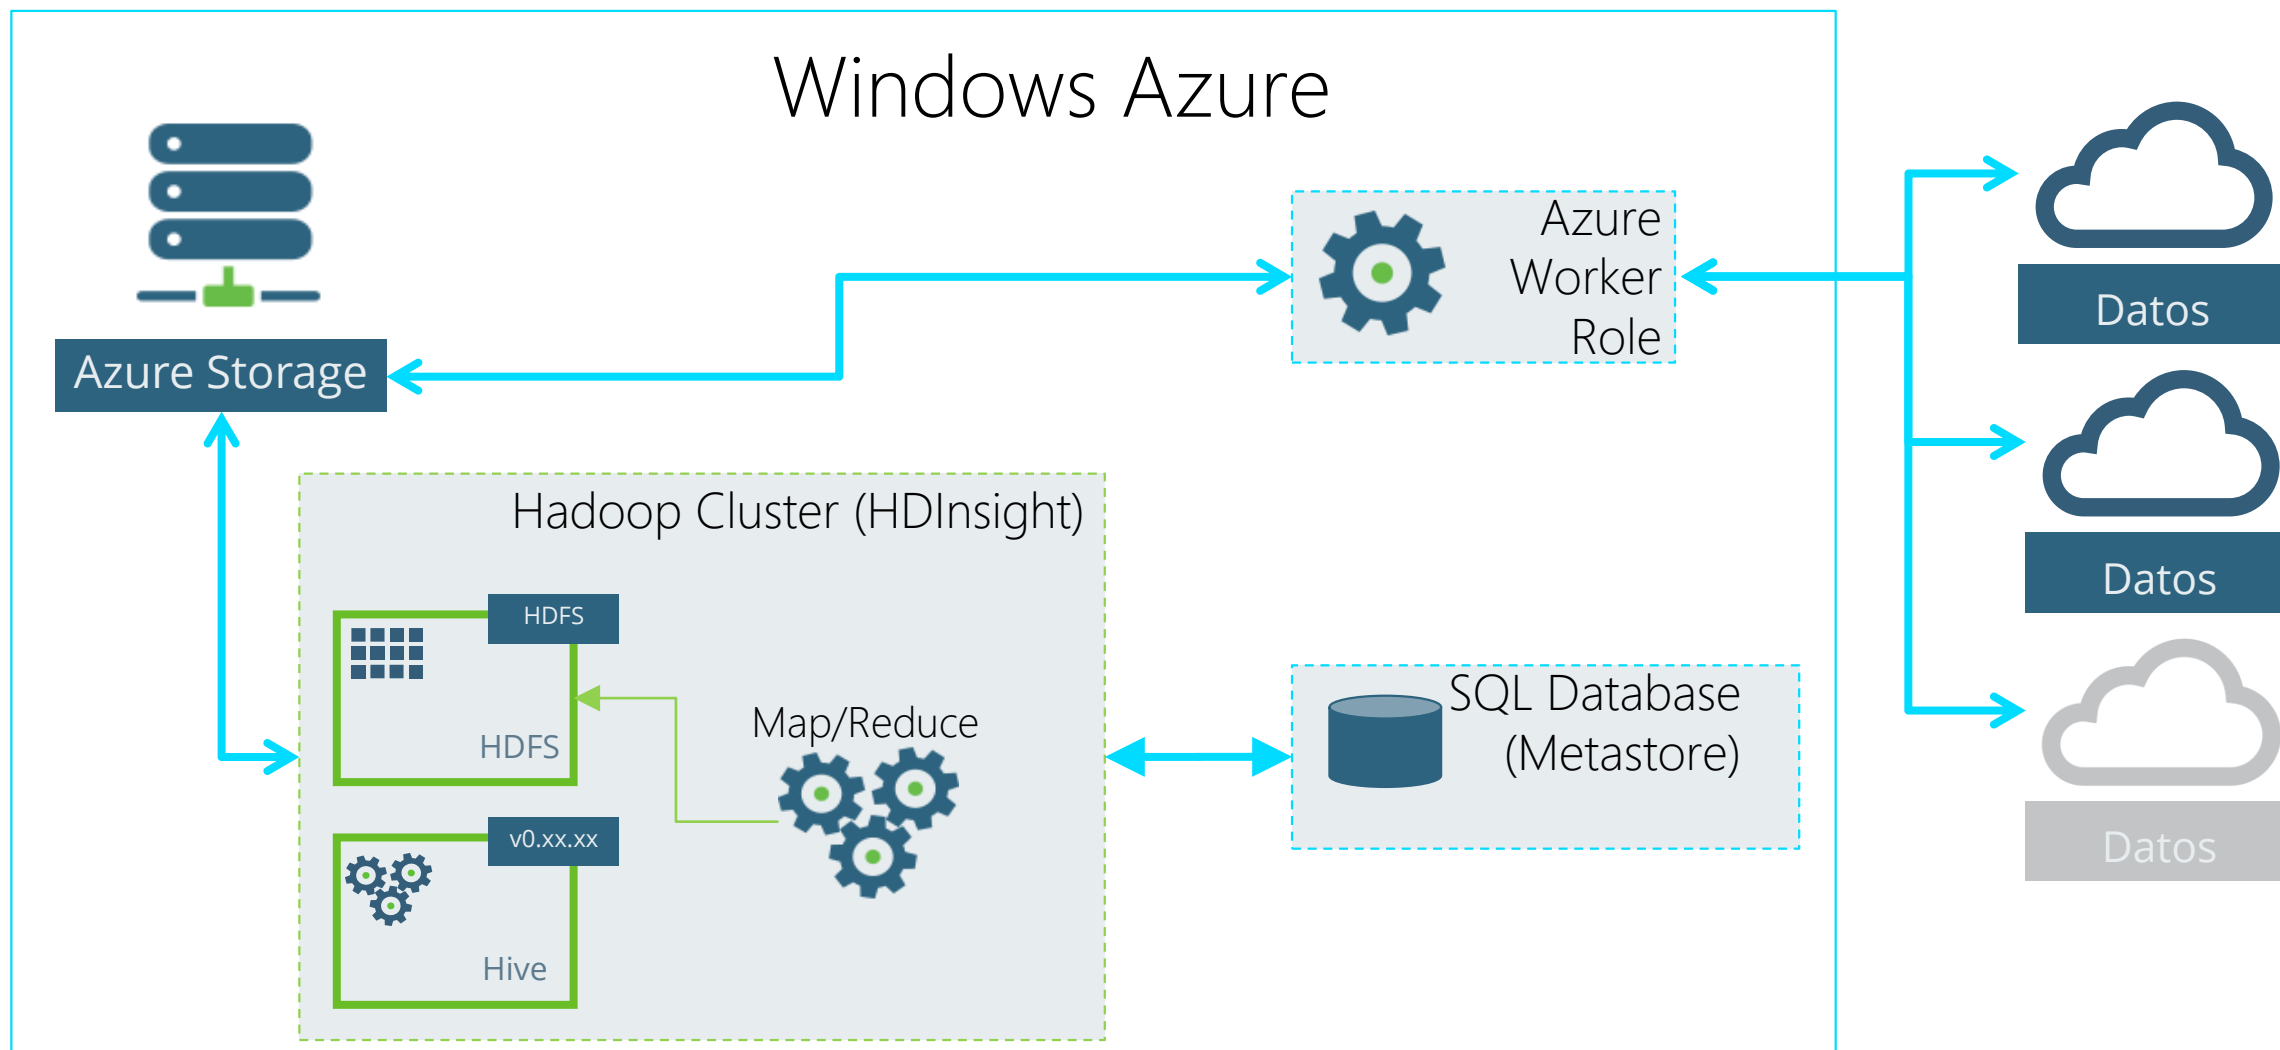 Windows Azure
Azure
Worker
Role
Datos
Azure Storage
Datos
Hadoop Cluster (HDInsight)
HDFS
HDFS
Map/Reduce
SQL Database
(Metastore)
v0.xx.xx
Hive
Datos